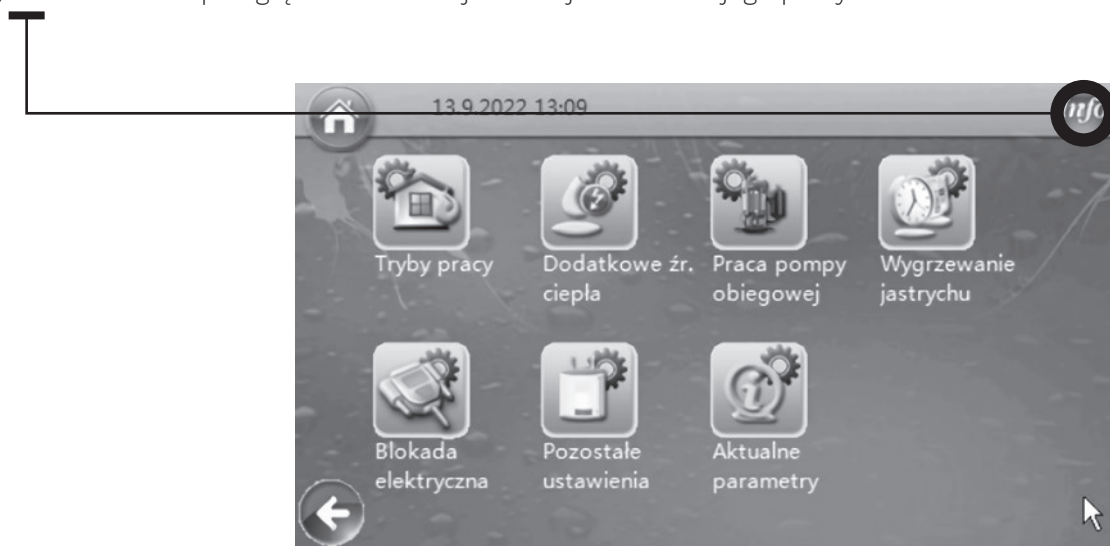 13.9.2022 13:09
Tryby pracy
Dodatkowe źr.
ciepła
Praca pompy
obiegowej
Wygrzewanie
jastrychu
Blokada
elektryczna
Pozostałe
ustawienia
Aktualne
parametry